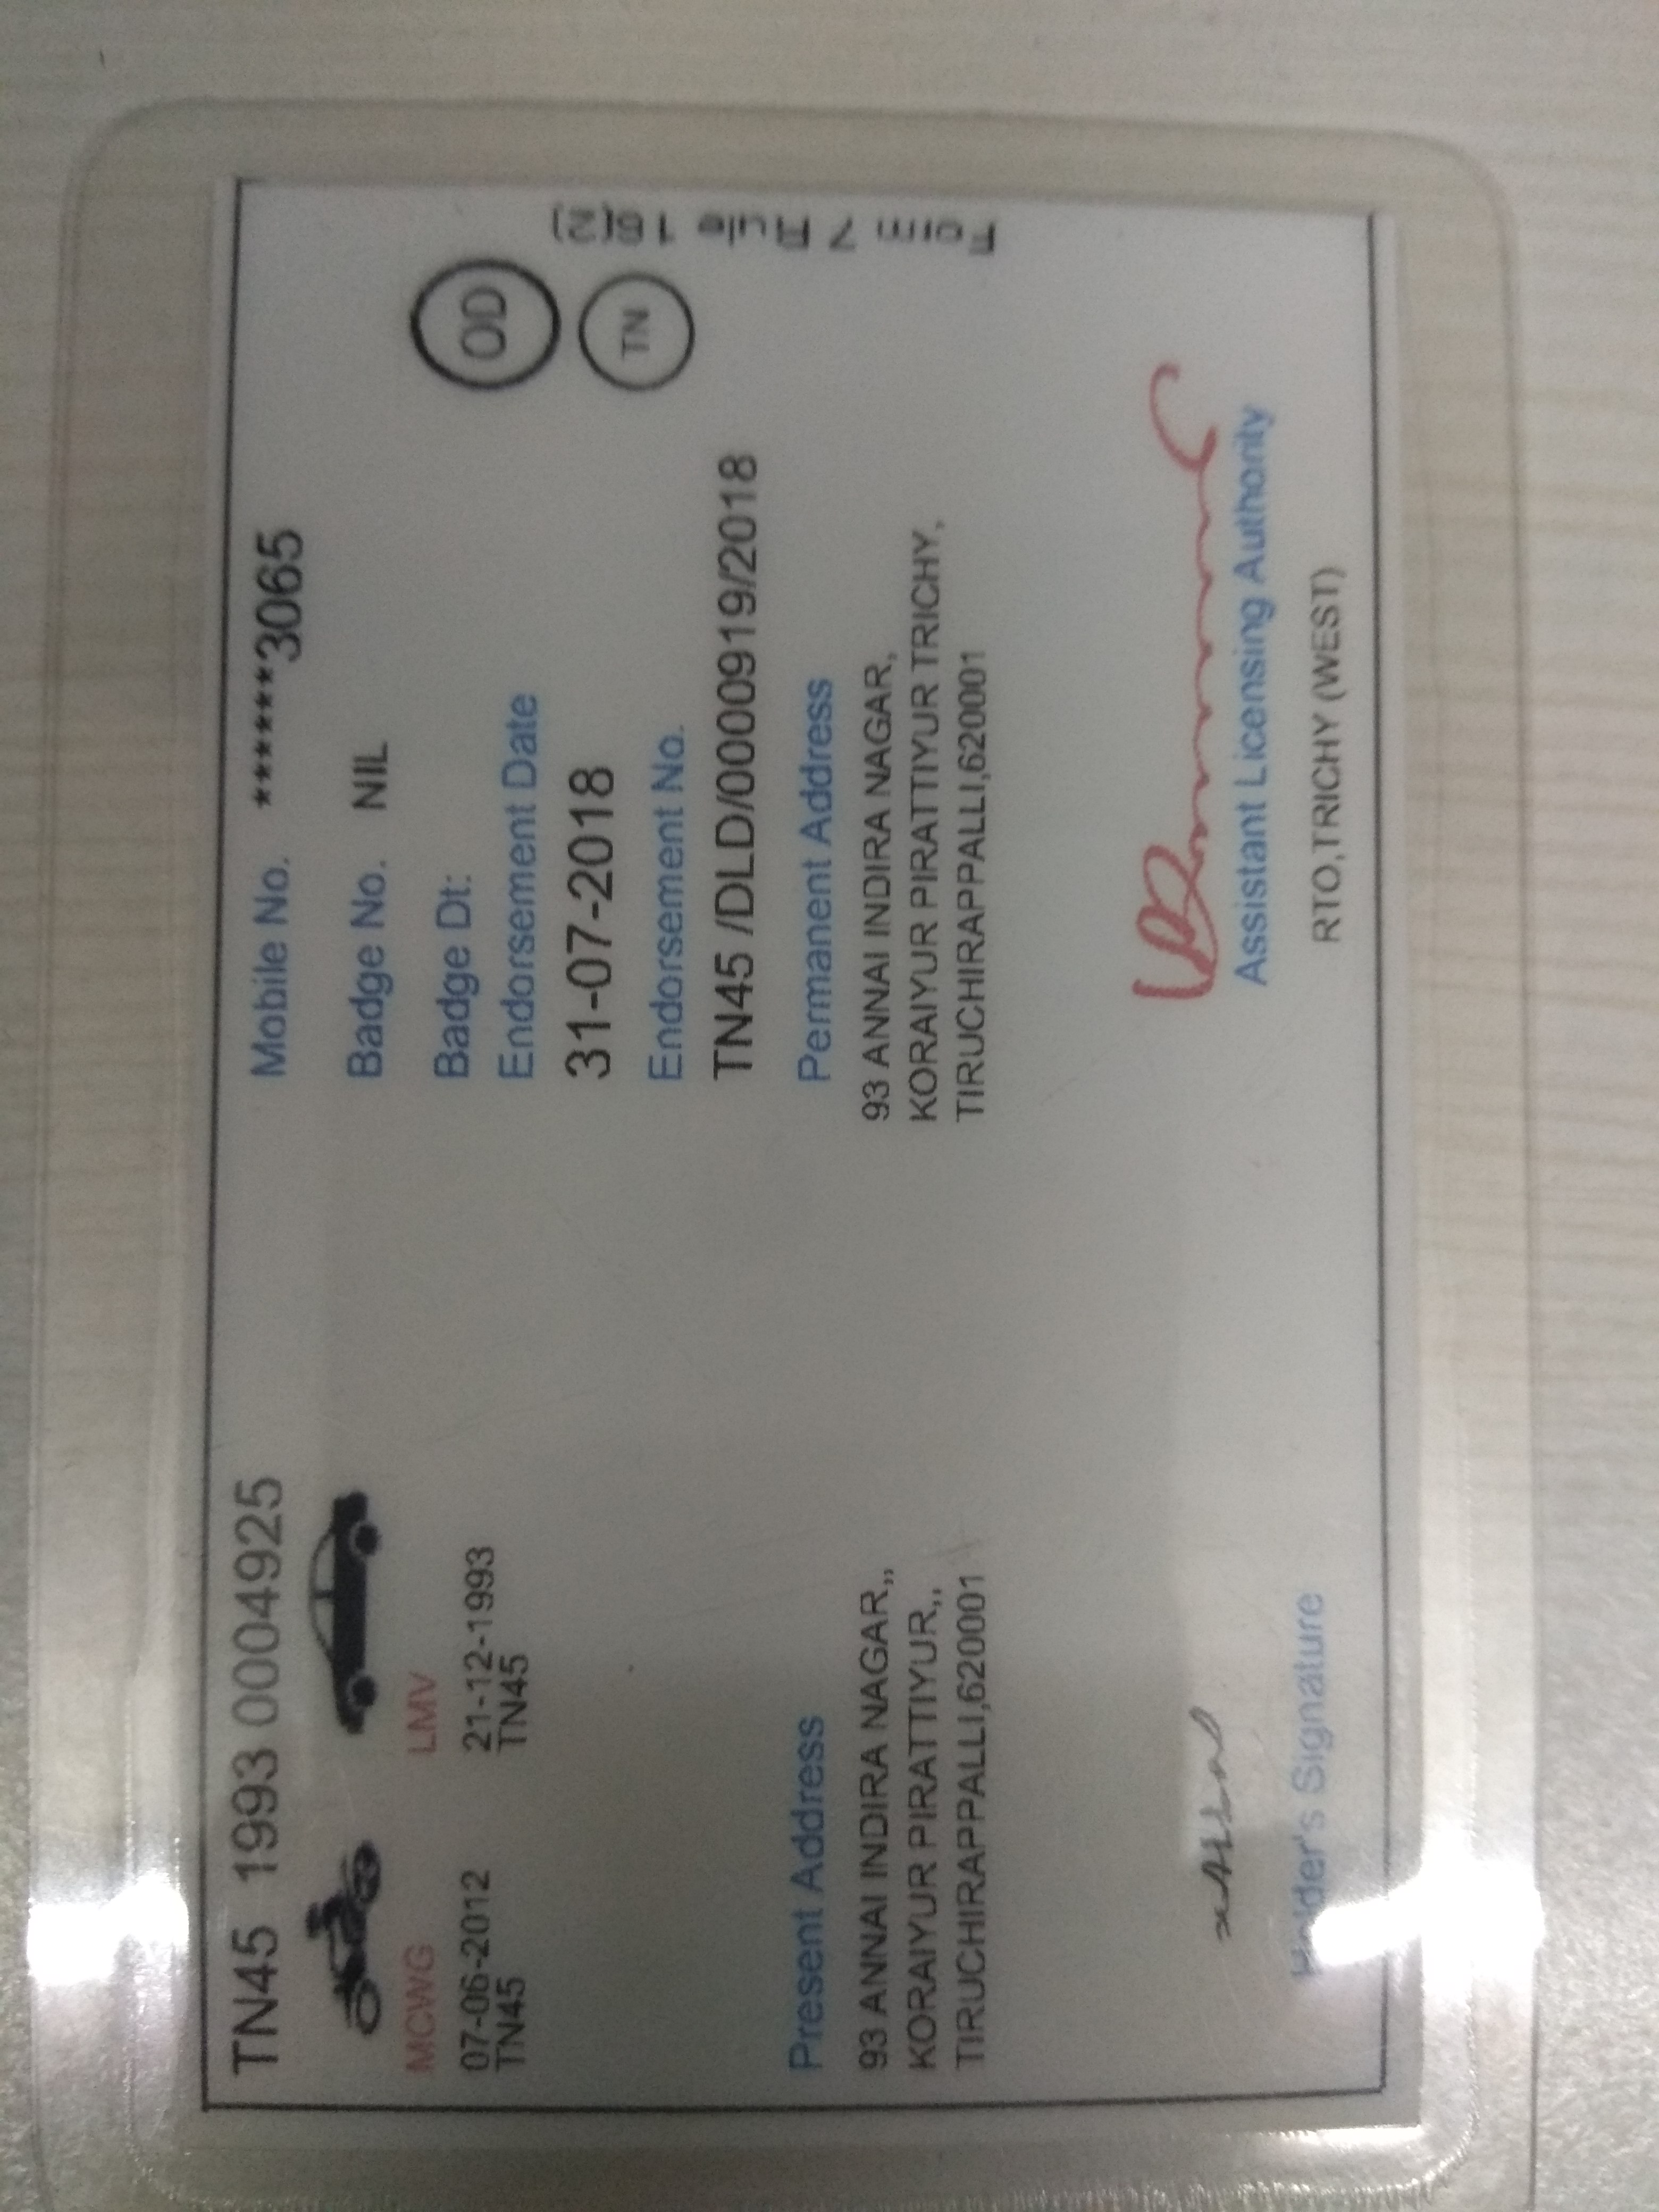 TN45 1993 0004925
MCWG
07-06-2012
TN45
LMV
21-12-1993
TN45
Present Address
93 ANNAI INDIRA NAGAR,,
KORAIYUR PIRATTIYUR,,
TIRUCHIRAPPALLI,620001
Holder's Signature
Mobile No. ******3065
Badge No. NIL
Badge Dt:
Endorsement Date
31-07-2018
Endorsement No.
TN45 /DLD/0000919/2018
Permanent Address
93 ANNAI INDIRA NAGAR,
KORAIYUR PIRATTIYUR TRICHY,
TIRUCHIRAPPALLI,620001
Assistant Licensing Authority
RTO,TRICHY (WEST)
OD
TN
Form 7 Rule 16(2)